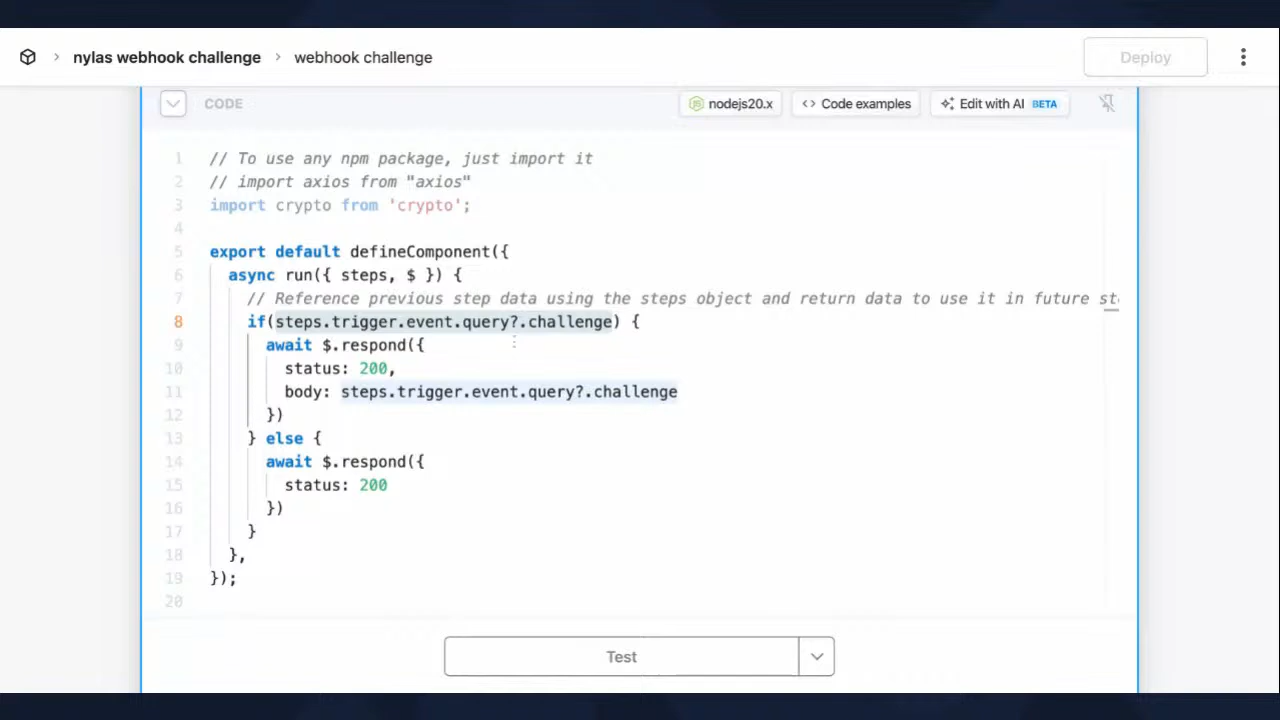 nylas webhook challenge > webhook challenge
Deploy
CODE
nodejs20.x
<> Code examples
Edit with AI BETA
1 // To use any npm package, just import it
2 // import axios from "axios"
3 import crypto from 'crypto';
4
5 export default defineComponent({
6 async run({ steps, $ }) {
7 // Reference previous step data using the steps object and return data to use it in future
8 if(steps.trigger.event.query?.challenge) {
9 await $.respond({
10 status: 200,
11 body: steps.trigger.event.query?.challenge
12 })
13 } else {
14 await $.respond({
15 status: 200
16 })
17 }
18 },
19 });
20
Test